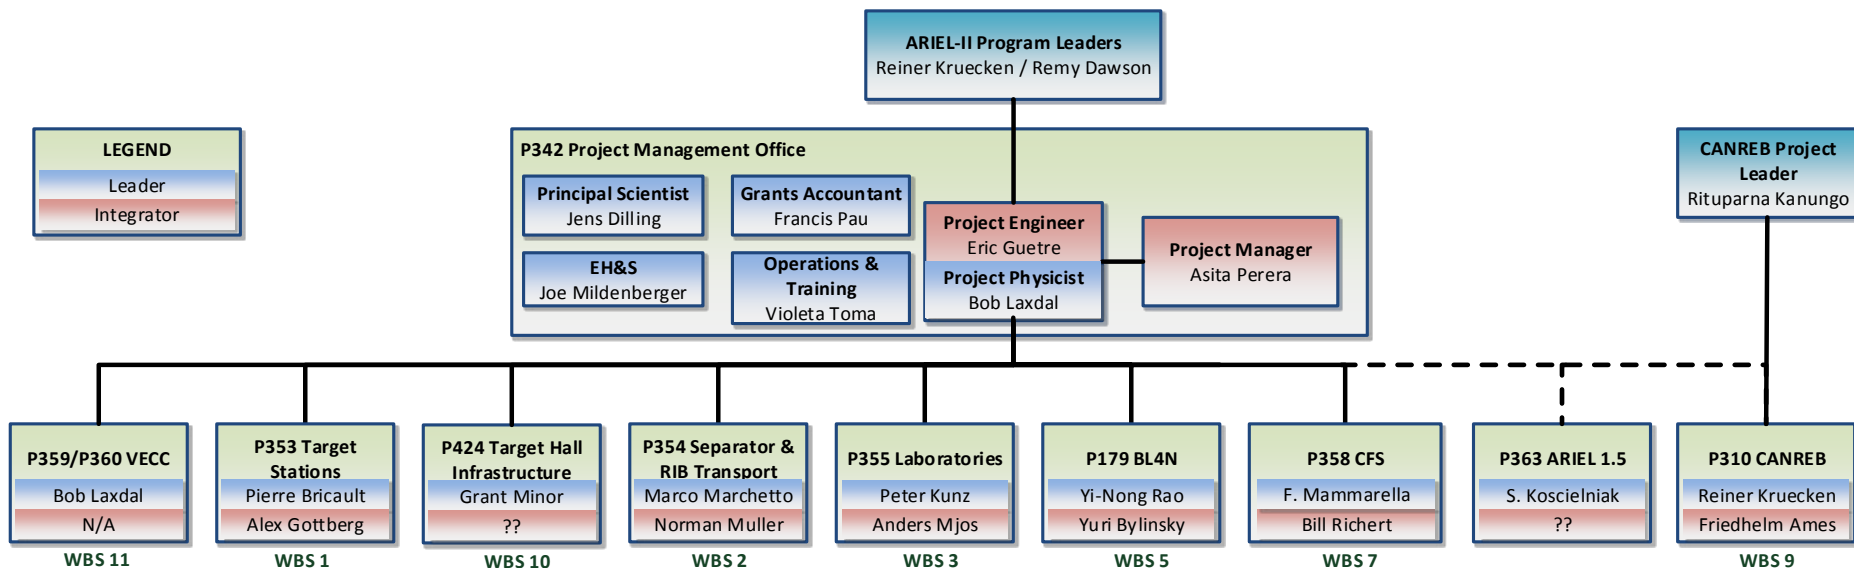 ARIEL-II Program Leaders
Reiner Kruecken / Remy Dawson
LEGEND
Leader
Integrator
P342 Project Management Office
Principal Scientist
Jens Dilling
Grants Accountant
Francis Pau
EH&S
Joe Mildenberger
Operations &
Training
Violeta Toma
Project Engineer
Eric Guetre
Project Physicist
Bob Laxdal
Project Manager
Asita Perera
CANREB Project
Leader
Rituparna Kanungo
P359/P360 VECC
Bob Laxdal
N/A
WBS 11
P353 Target
Stations
Pierre Bricault
Alex Gottberg
WBS 1
P424 Target Hall
Infrastructure
Grant Minor
??
WBS 10
P354 Separator &
RIB Transport
Marco Marchetto
Norman Muller
WBS 2
P355 Laboratories
Peter Kunz
Anders Mjos
WBS 3
P179 BL4N
Yi-Nong Rao
Yuri Bylinsky
WBS 5
P358 CFS
F. Mammarella
Bill Richert
WBS 7
P363 ARIEL 1.5
S. Koscielniak
??
P310 CANREB
Reiner Kruecken
Friedhelm Ames
WBS 9